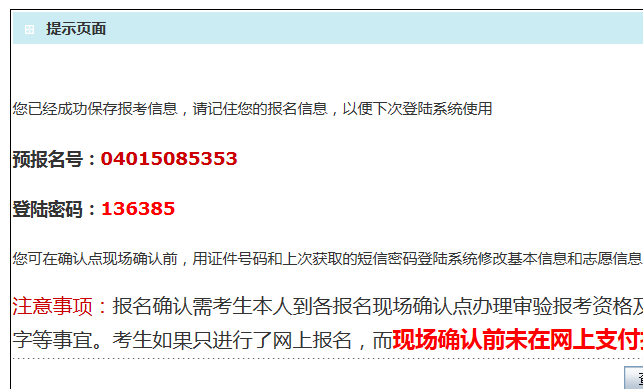 提示页面
您已经成功保存报考信息，请记住您的报名信息，以便下次登陆系统使用
预报名号：04015085353
登陆密码：136385
您可在确认点现场确认前，用证件号码和上次获取的短信密码登陆系统修改基本信息和志愿信息
注意事项：报名确认需考生本人到各报名现场确认点办理审验报考资格及
字等事宜。考生如果只进行了网上报名，而现场确认前未在网上支付